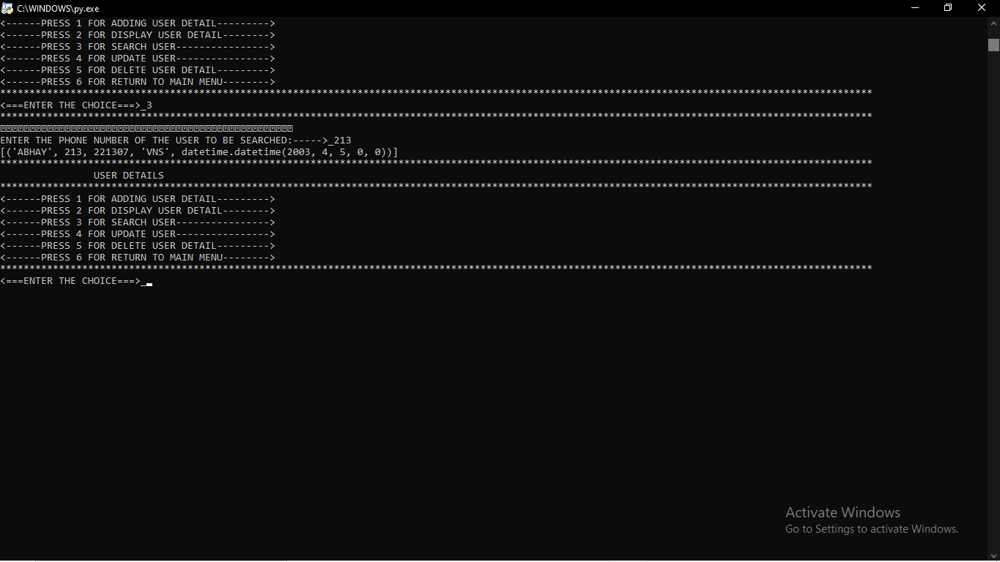 C:\WINDOWS\py.exe
<------PRESS 1 FOR ADDING USER DETAIL--------->
<------PRESS 2 FOR DISPLAY USER DETAIL-------->
<------PRESS 3 FOR SEARCH USER---------------->
<------PRESS 4 FOR UPDATE USER---------------->
<------PRESS 5 FOR DELETE USER DETAIL--------->
<------PRESS 6 FOR RETURN TO MAIN MENU-------->
*****************************************************************************************************************************************************
<===ENTER THE CHOICE===>_3
*****************************************************************************************************************************************************
ENTER THE PHONE NUMBER OF THE USER TO BE SEARCHED:----->_213
[('ABHAY', 213, 221307, 'VNS', datetime.datetime(2003, 4, 5, 0, 0))]
*****************************************************************************************************************************************************
USER DETAILS
*****************************************************************************************************************************************************
<------PRESS 1 FOR ADDING USER DETAIL--------->
<------PRESS 2 FOR DISPLAY USER DETAIL-------->
<------PRESS 3 FOR SEARCH USER---------------->
<------PRESS 4 FOR UPDATE USER---------------->
<------PRESS 5 FOR DELETE USER DETAIL--------->
<------PRESS 6 FOR RETURN TO MAIN MENU-------->
*****************************************************************************************************************************************************
<===ENTER THE CHOICE===>_
Activate Windows
Go to Settings to activate Windows.